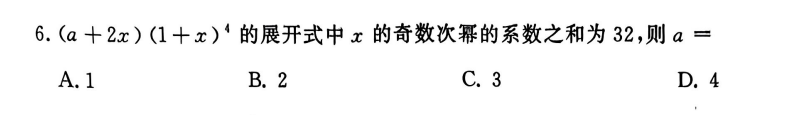 6.(a+2x)(1+x)⁴ 的展开式中 x 的奇数次幂的系数之和为 32,则 a =
A.1 B. 2 C. 3 D. 4